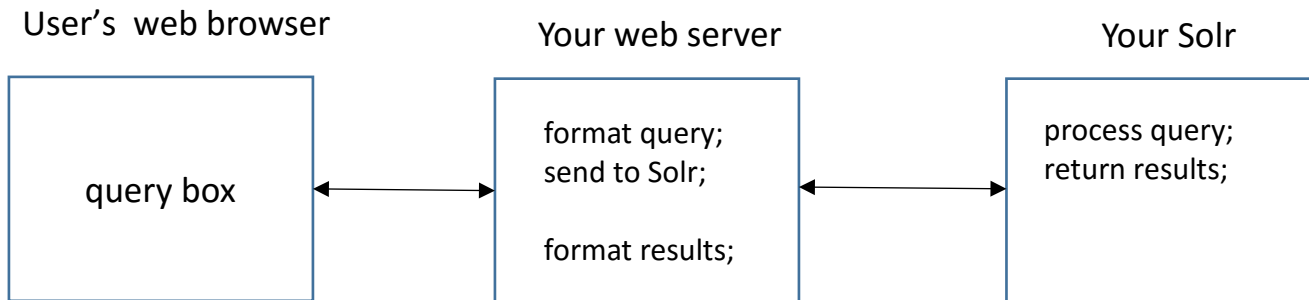 User's web browser
Your web server
Your Solr
query box
format query;
send to Solr;
format results;
process query;
return results;